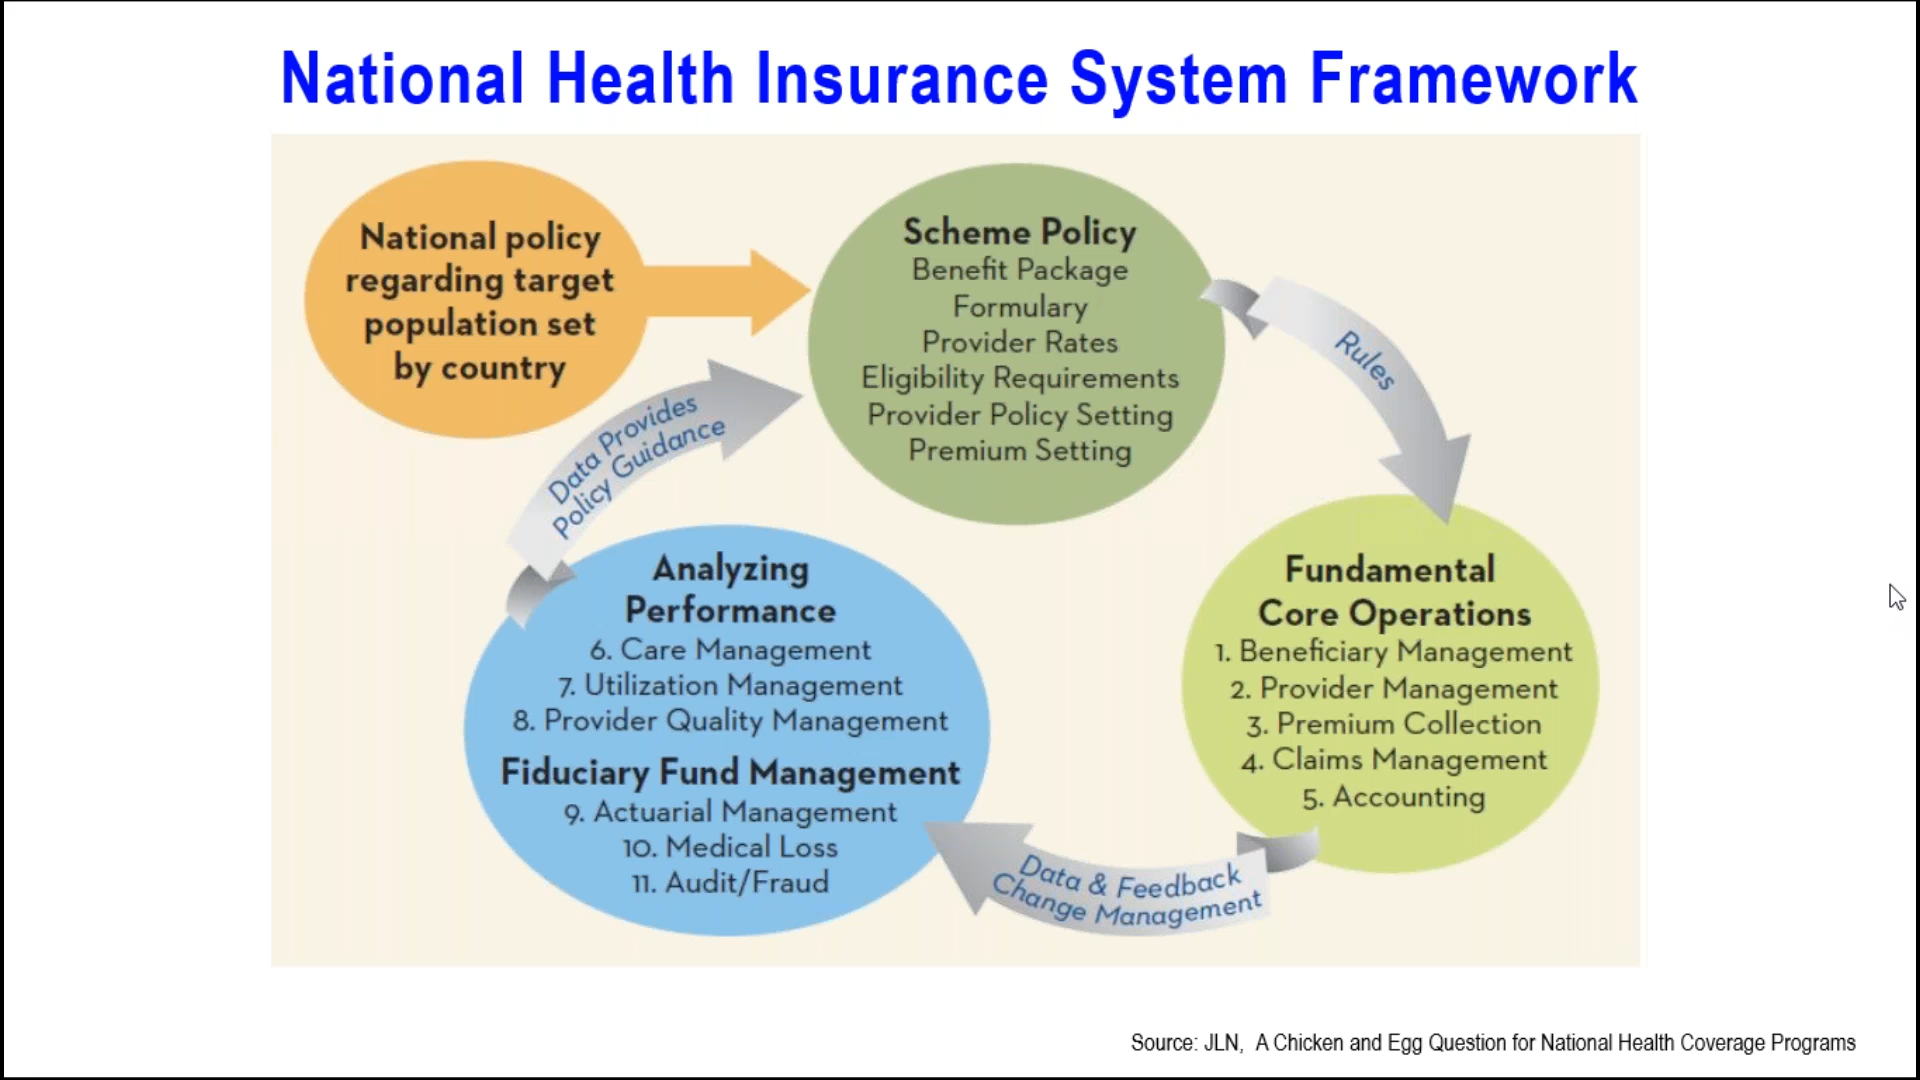 National Health Insurance System Framework
National policy
regarding target
population set
by country
Scheme Policy
Benefit Package
Formulary
Provider Rates
Eligibility Requirements
Provider Policy Setting
Premium Setting
Rules
Fundamental
Core Operations
1. Beneficiary Management
2. Provider Management
3. Premium Collection
4. Claims Management
5. Accounting
Data & Feedback
Change Management
Analyzing
Performance
6. Care Management
7. Utilization Management
8. Provider Quality Management
Fiduciary Fund Management
9. Actuarial Management
10. Medical Loss
11. Audit/Fraud
Data Provides
Policy Guidance
Source: JLN, A Chicken and Egg Question for National Health Coverage Programs